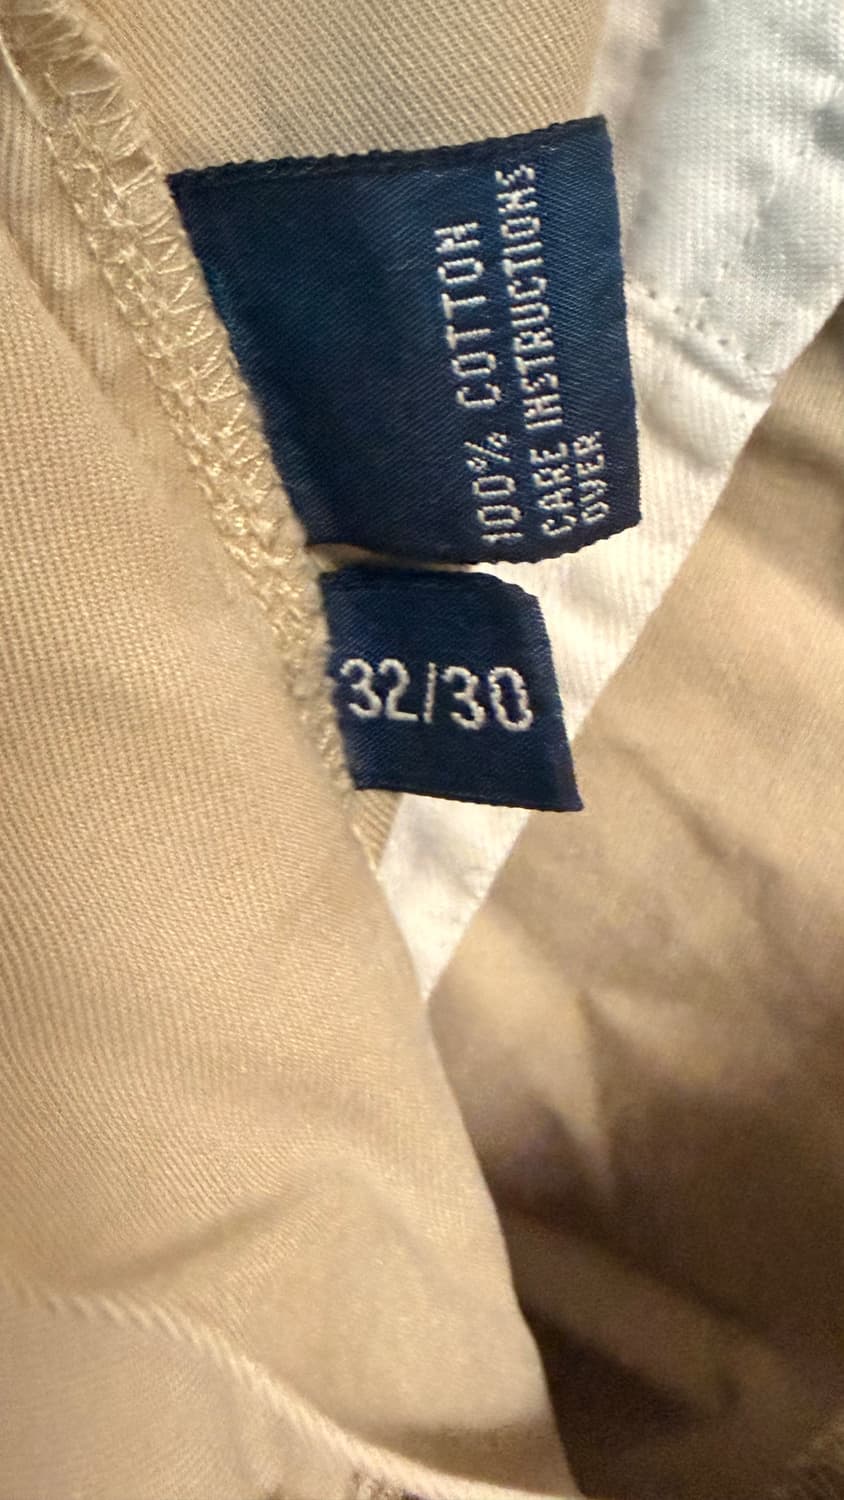 100% COTTON
CARE INSTRUCTIONS
OVER
32/30